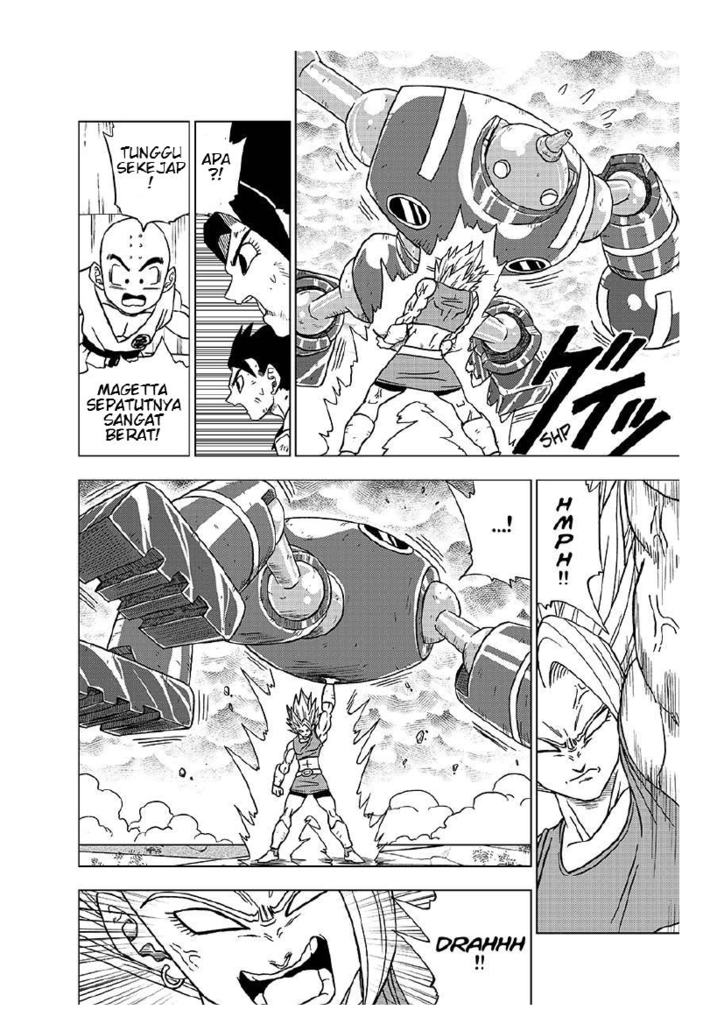 グイッ
SHP
APA
?!
TUNGGU
SEKEJAP
!
MAGETTA
SEPATUTNYA
SANGAT
BERAT!
HMPH!!
...!
DRAHHH
!!